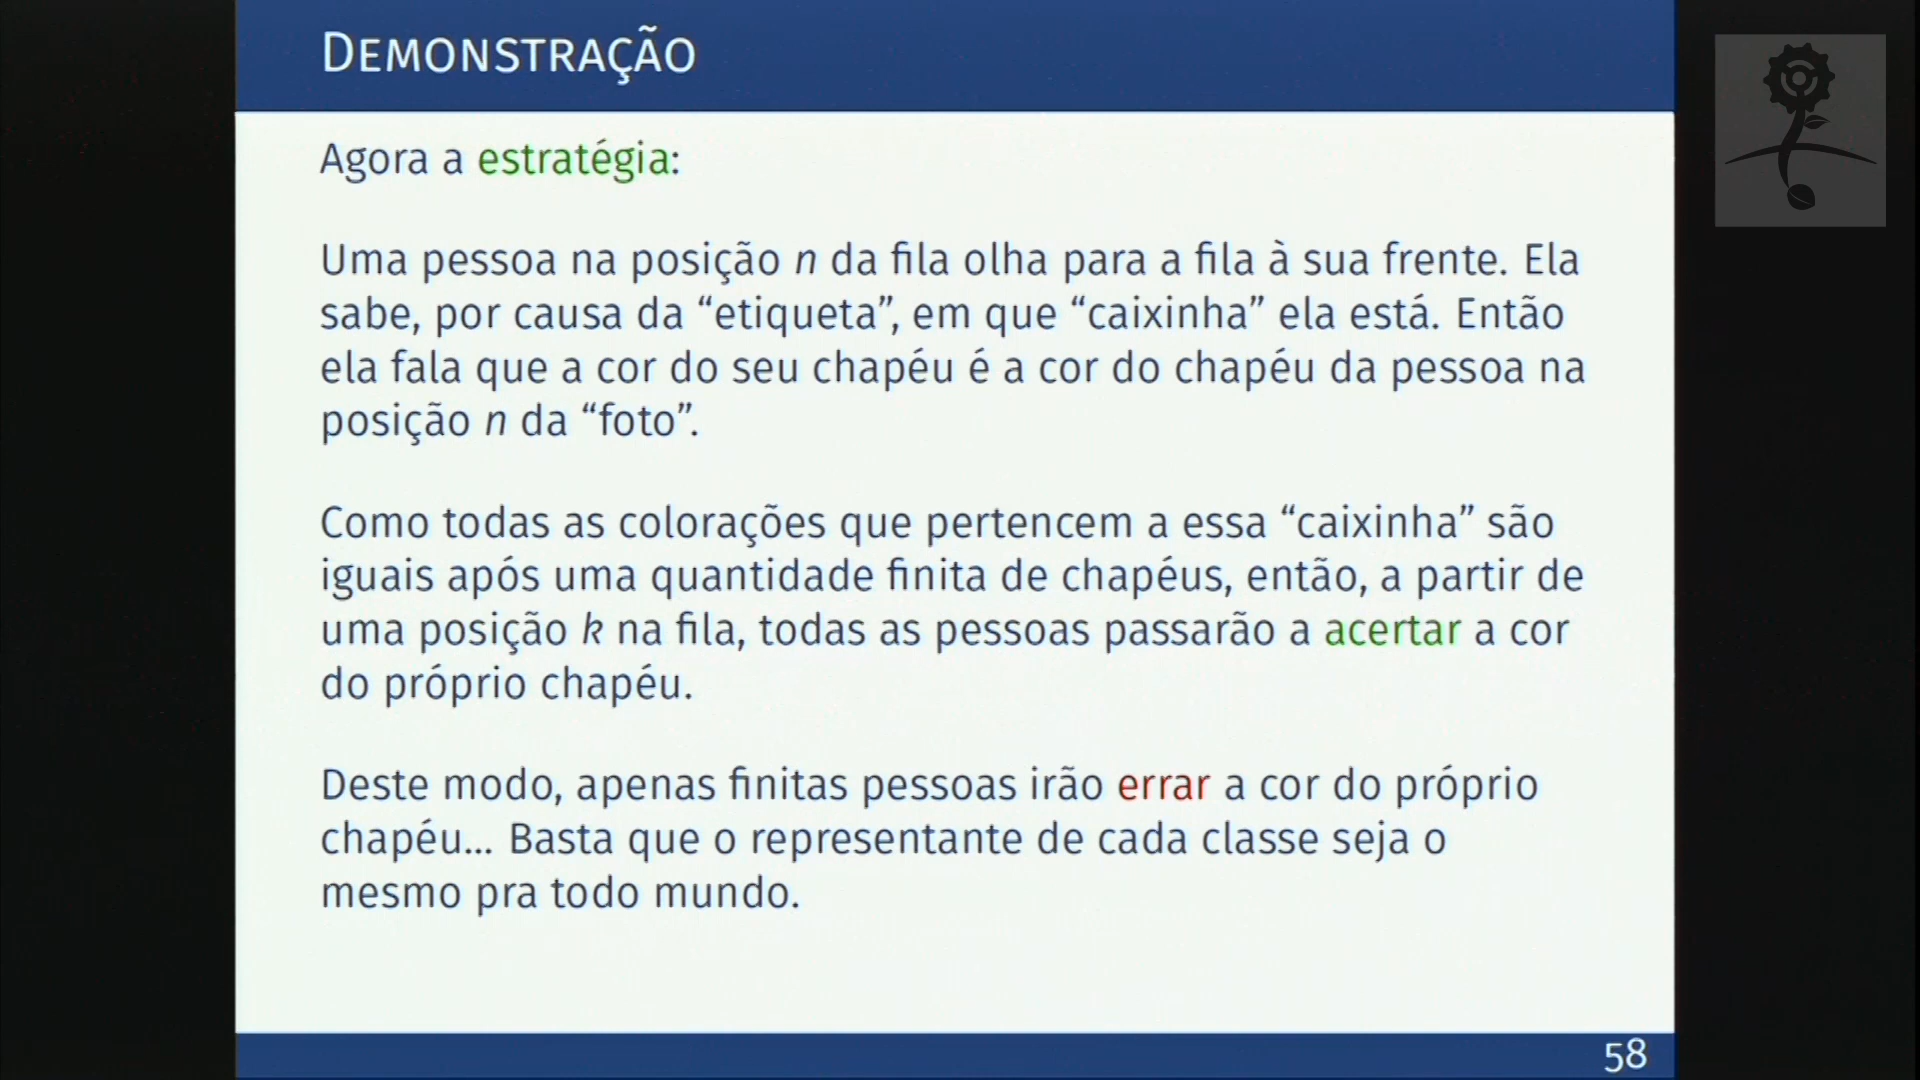 DEMONSTRAÇÃO
Agora a estratégia:
Uma pessoa na posição n da fila olha para a fila à sua frente. Ela
sabe, por causa da “etiqueta”, em que “caixinha” ela está. Então
ela fala que a cor do seu chapéu é a cor do chapéu da pessoa na
posição n da “foto”.
Como todas as colorações que pertencem a essa “caixinha” são
iguais após uma quantidade finita de chapéus, então, a partir de
uma posição k na fila, todas as pessoas passarão a acertar a cor
do próprio chapéu.
Deste modo, apenas finitas pessoas irão errar a cor do próprio
chapéu... Basta que o representante de cada classe seja o
mesmo pra todo mundo.
58